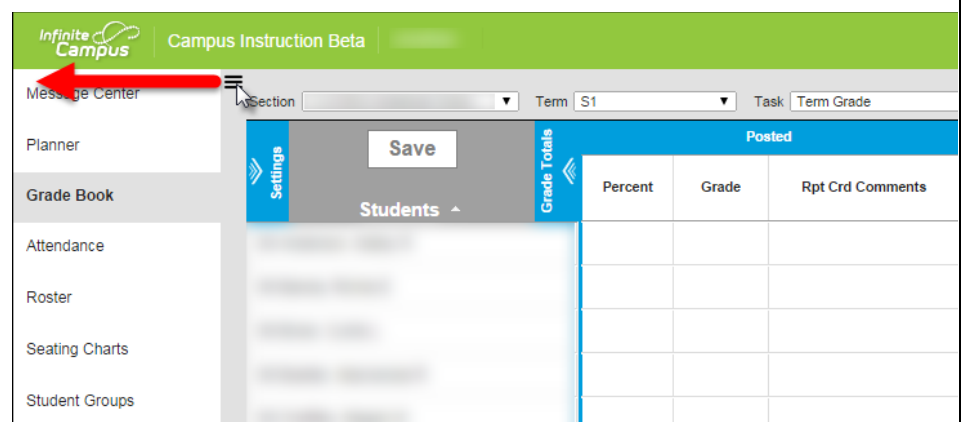 Infinite
Campus
Campus Instruction Beta
Message Center
Section
Term S1
Task Term Grade
Planner
Grade Book
Attendance
Roster
Seating Charts
Student Groups
Settings
Save
Students
Grade Totals
Posted
Percent
Grade
Rpt Crd Comments